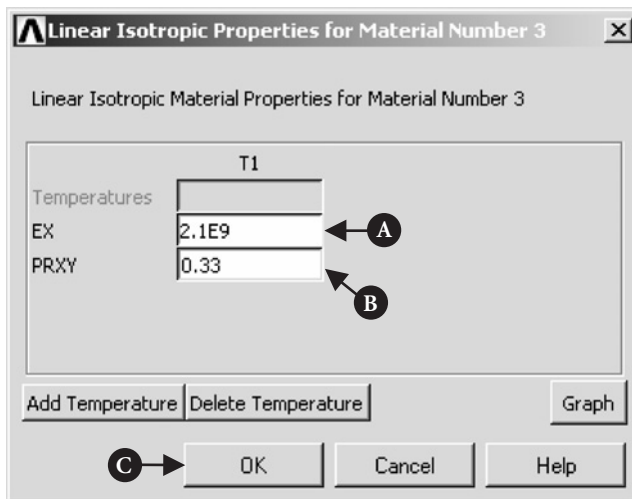 Linear Isotropic Properties for Material Number 3
Linear Isotropic Material Properties for Material Number 3
T1
Temperatures
EX 2.1E9 A
PRXY 0.33
B
Add Temperature Delete Temperature Graph
C OK Cancel Help